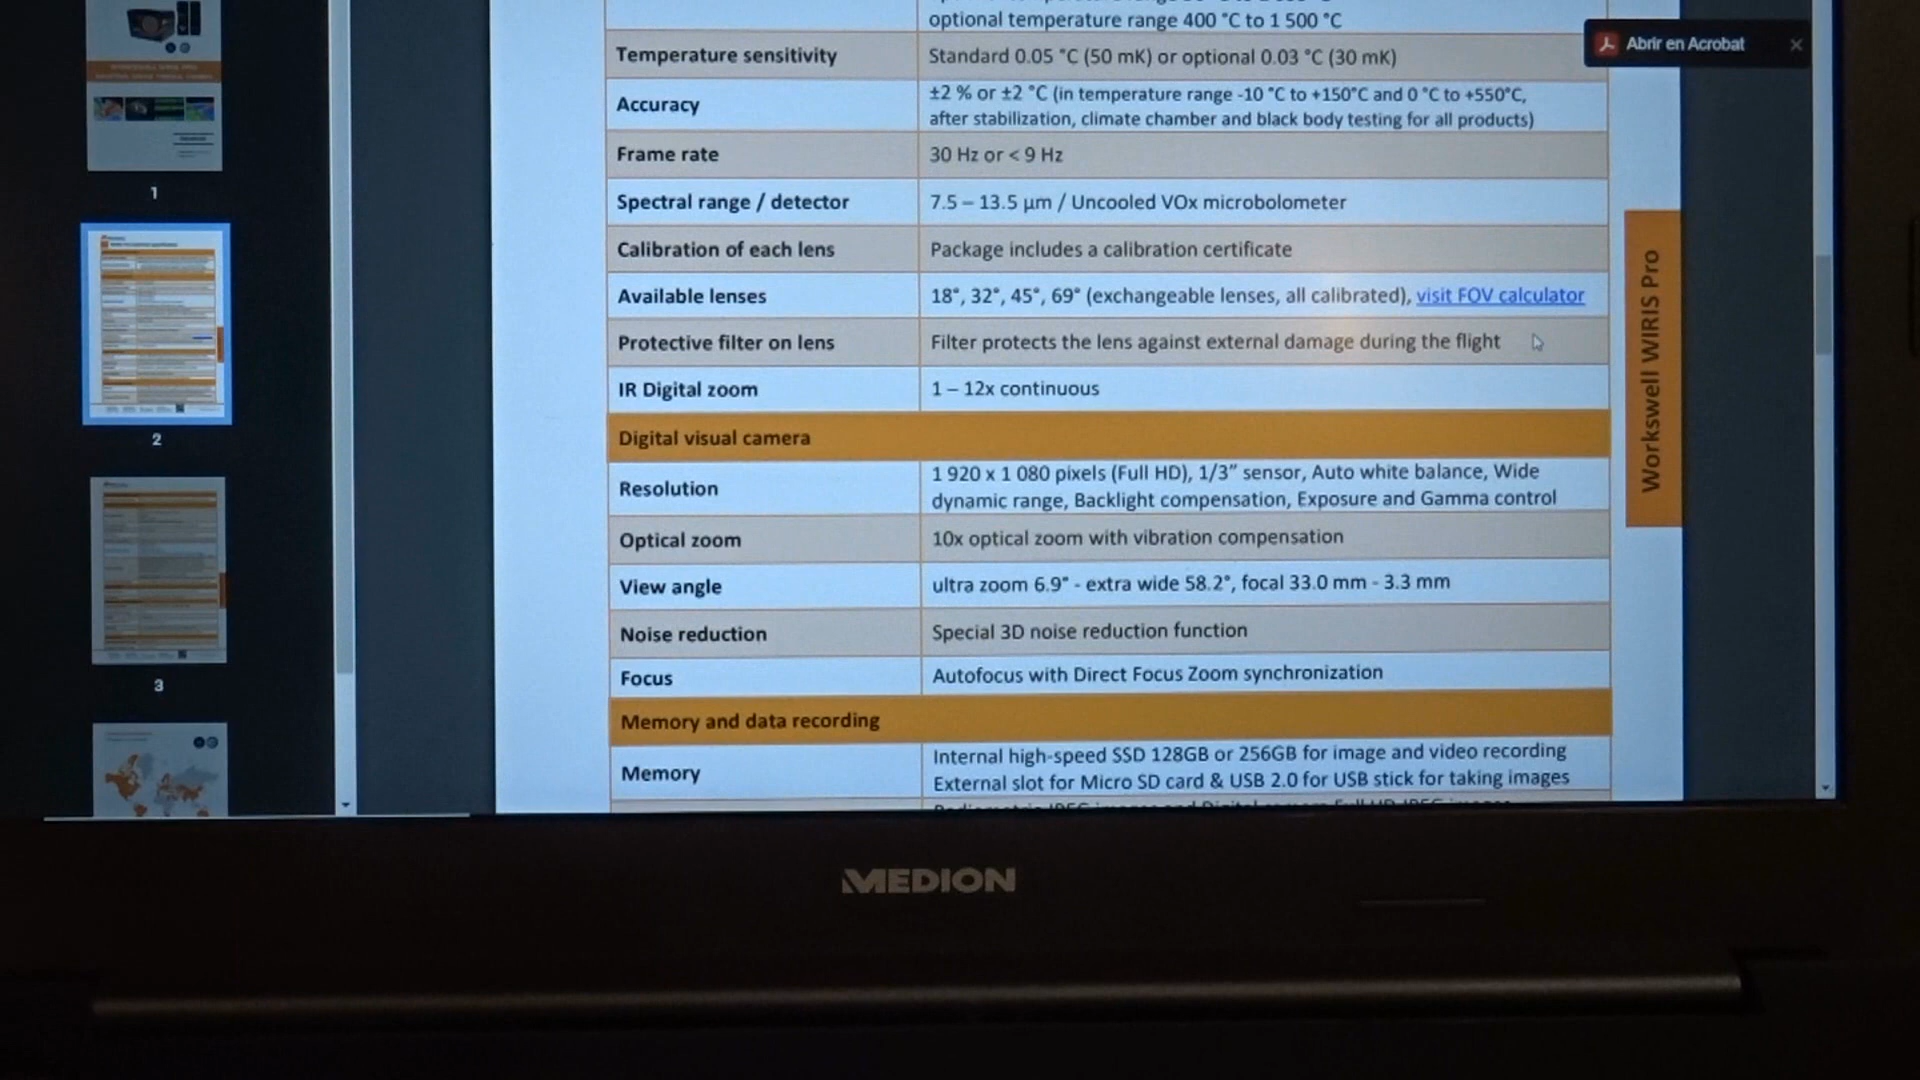 optional temperature range 400 °C to 1 500 °C
Abrir en Acrobat
Temperature sensitivity
Standard 0.05 °C (50 mK) or optional 0.03 °C (30 mK)
Accuracy
±2 % or ±2 °C (in temperature range -10 °C to +150°C and 0 °C to +550°C,
after stabilization, climate chamber and black body testing for all products)
Frame rate
30 Hz or < 9 Hz
Spectral range / detector
7.5 – 13.5 μm / Uncooled VOx microbolometer
Calibration of each lens
Package includes a calibration certificate
Available lenses
18°, 32°, 45°, 69° (exchangeable lenses, all calibrated), visit FOV calculator
Protective filter on lens
Filter protects the lens against external damage during the flight
IR Digital zoom
1 – 12x continuous
Digital visual camera
Resolution
1 920 x 1 080 pixels (Full HD), 1/3” sensor, Auto white balance, Wide
dynamic range, Backlight compensation, Exposure and Gamma control
Optical zoom
10x optical zoom with vibration compensation
View angle
ultra zoom 6.9° - extra wide 58.2°, focal 33.0 mm - 3.3 mm
Noise reduction
Special 3D noise reduction function
Focus
Autofocus with Direct Focus Zoom synchronization
Memory and data recording
Memory
Internal high-speed SSD 128GB or 256GB for image and video recording
External slot for Micro SD card & USB 2.0 for USB stick for taking images
Workswell WIRIS Pro
1
2
3
MEDION